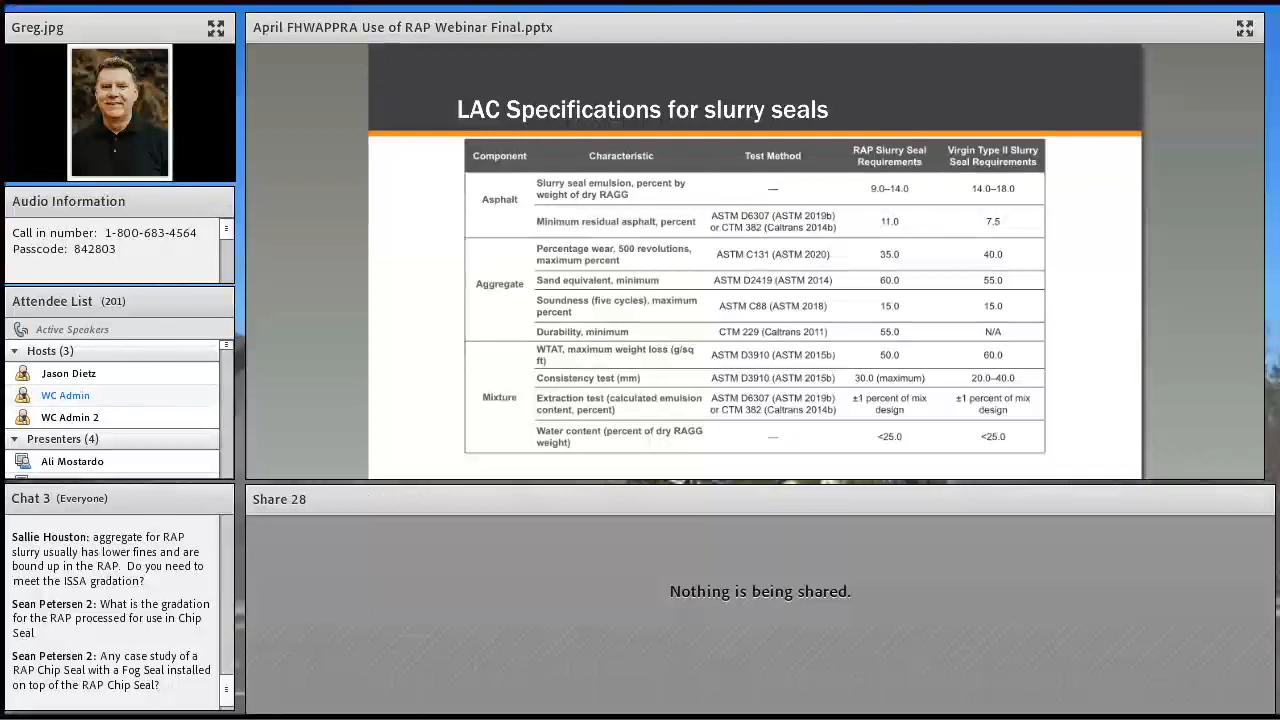 Greg.jpg
Audio Information
Call in number: 1-800-683-4564
Passcode: 842803
Attendee List (201)
Active Speakers
Hosts (3)
Jason Dietz
WC Admin
WC Admin 2
Presenters (4)
Ali Mostardo
Chat 3 (Everyone)
Sallie Houston: aggregate for RAP
slurry usually has lower fines and are
bound up in the RAP. Do you need to
meet the ISSA gradation?
Sean Petersen 2: What is the gradation
for the RAP processed for use in Chip
Seal
Sean Petersen 2: Any case study of a
RAP Chip Seal with a Fog Seal installed
on top of the RAP Chip Seal?
April FHWAPPRA Use of RAP Webinar Final.pptx
LAC Specifications for slurry seals
Component Characteristic Test Method RAP Slurry Seal Requirements Virgin Type II Slurry Seal Requirements
Asphalt
Slurry seal emulsion, percent by
weight of dry RAGG — 9.0–14.0 14.0–18.0
Minimum residual asphalt, percent ASTM D6307 (ASTM 2019b)
or CTM 382 (Caltrans 2014b) 11.0 7.5
Aggregate
Percentage wear, 500 revolutions,
maximum percent ASTM C131 (ASTM 2020) 35.0 40.0
Sand equivalent, minimum ASTM D2419 (ASTM 2014) 60.0 55.0
Soundness (five cycles), maximum
percent ASTM C88 (ASTM 2018) 15.0 15.0
Durability, minimum CTM 229 (Caltrans 2011) 55.0 N/A
Mixture
WTAT, maximum weight loss (g/sq
ft) ASTM D3910 (ASTM 2015b) 50.0 60.0
Consistency test (mm) ASTM D3910 (ASTM 2015b) 30.0 (maximum) 20.0–40.0
Extraction test (calculated emulsion
content, percent) ASTM D6307 (ASTM 2019b)
or CTM 382 (Caltrans 2014b) ±1 percent of mix
design ±1 percent of mix
design
Water content (percent of dry RAGG
weight) — <25.0 <25.0
Share 28
Nothing is being shared.